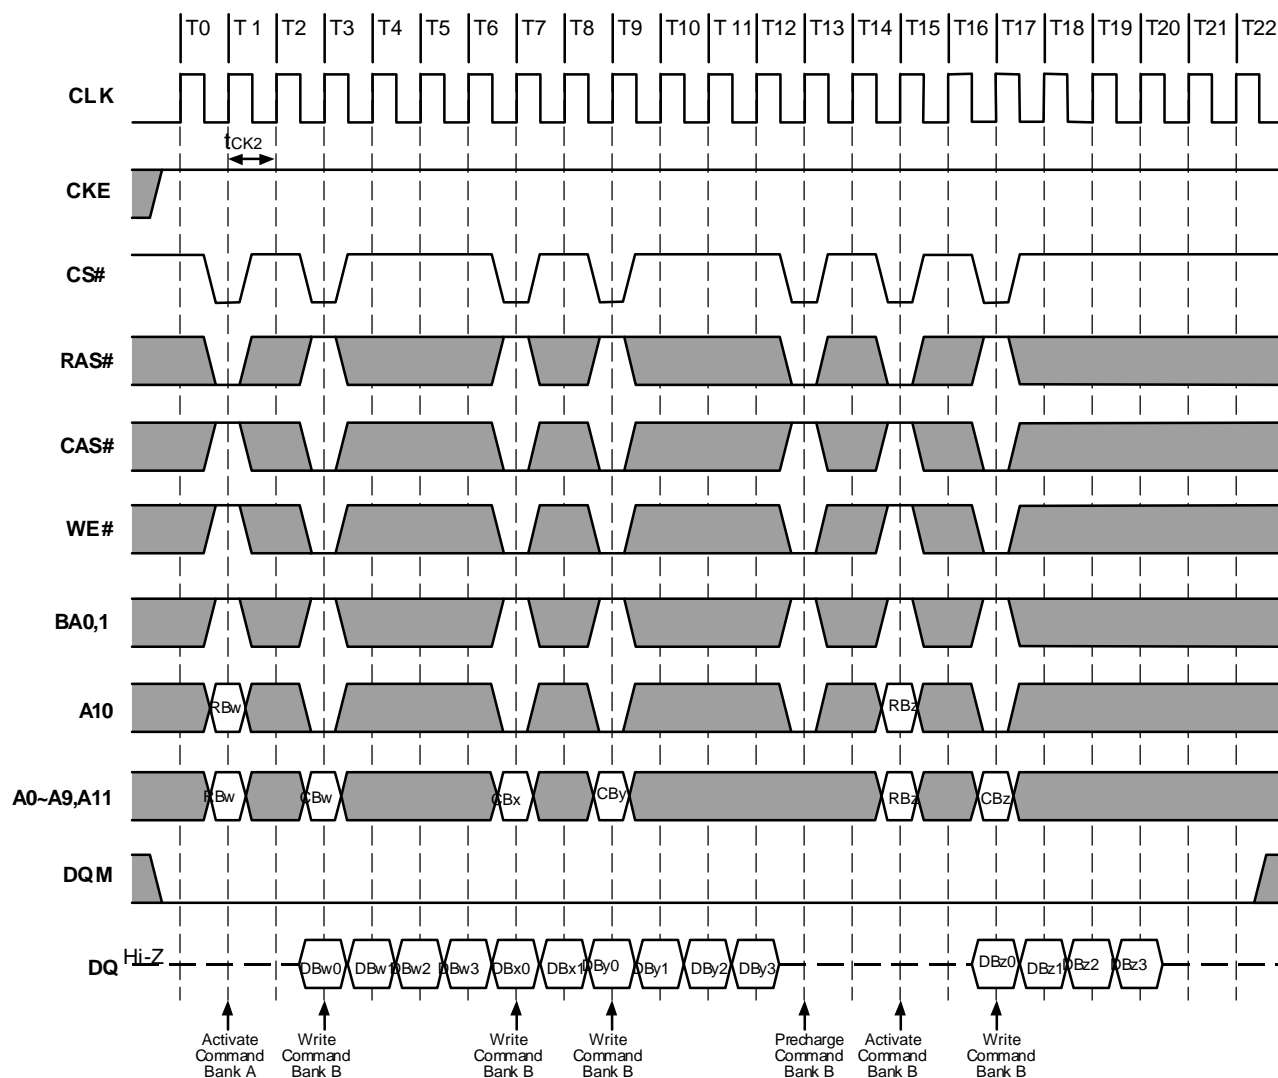 T0 T 1 T2 T3 T4 T5 T6 T7 T8 T9 T10 T 11 T12 T13 T14 T15 T16 T17 T18 T19 T20 T21 T22
CLK
tCK2
CKE
CS#
RAS#
CAS#
WE#
BA0,1
A10
RBw RBz
A0~A9,A11
RBw CBw CBx CBy RBz CBz
DQM
DQ Hi-Z
DBw0 DBw1 DBw2 DBw3 DBx0 DBx1 DBy0 DBy1 DBy2 DBy3 DBz0 DBz1 DBz2 DBz3
Activate
Command
Bank A
Write
Command
Bank B
Write
Command
Bank B
Write
Command
Bank B
Precharge
Command
Bank B
Activate
Command
Bank B
Write
Command
Bank B